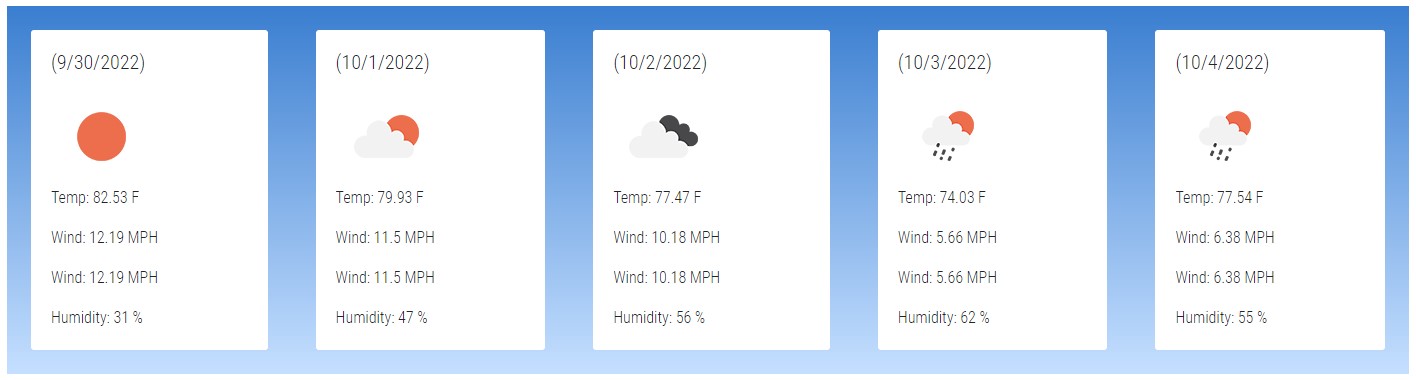 (9/30/2022)
Temp: 82.53 F
Wind: 12.19 MPH
Wind: 12.19 MPH
Humidity: 31 %
(10/1/2022)
Temp: 79.93 F
Wind: 11.5 MPH
Wind: 11.5 MPH
Humidity: 47 %
(10/2/2022)
Temp: 77.47 F
Wind: 10.18 MPH
Wind: 10.18 MPH
Humidity: 56 %
(10/3/2022)
Temp: 74.03 F
Wind: 5.66 MPH
Wind: 5.66 MPH
Humidity: 62 %
(10/4/2022)
Temp: 77.54 F
Wind: 6.38 MPH
Wind: 6.38 MPH
Humidity: 55 %